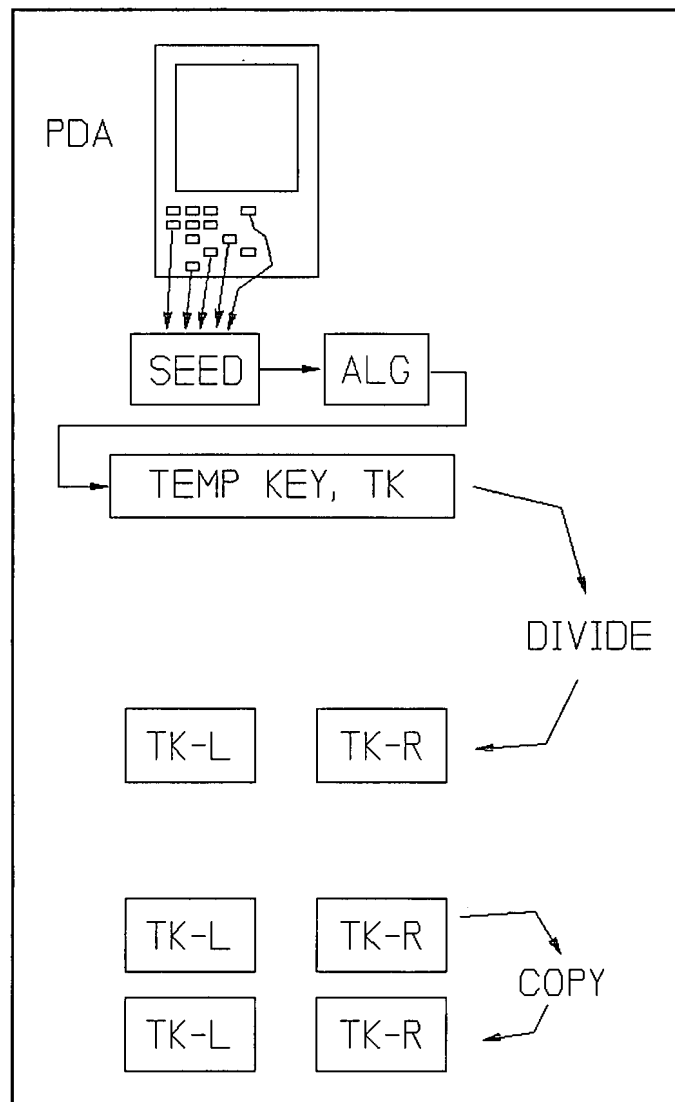 PDA
SEED ALG
TEMP KEY, TK
DIVIDE
TK-L TK-R
TK-L TK-R
COPY
TK-L TK-R